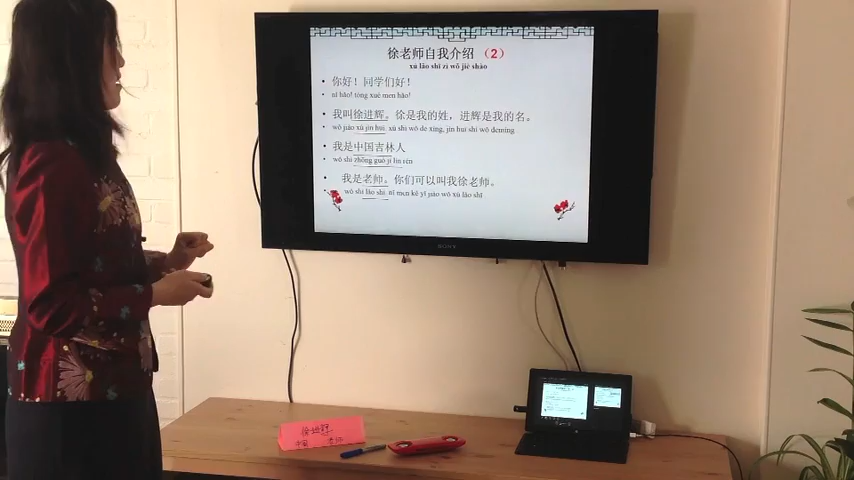 徐老师自我介绍（2）
xú lǎo shī zì wǒ jiè shào
• 你好！同学们好！
• nǐ hǎo! tóng xué men hǎo!
• 我叫徐进辉。徐是我的姓，进辉是我的名。
• wǒ jiào xú jìn huī. xú shì wǒ de xìng, jìn huī shì wǒ demíng
• 我是中国吉林人
• wǒ shì zhōng guó jí lín rén
• 我是老师。你们可以叫我徐老师。
• wǒ shì lǎo shī. nǐ men kě yǐ jiào wǒ xú lǎo shī
SONY
徐进辉
中国 老师